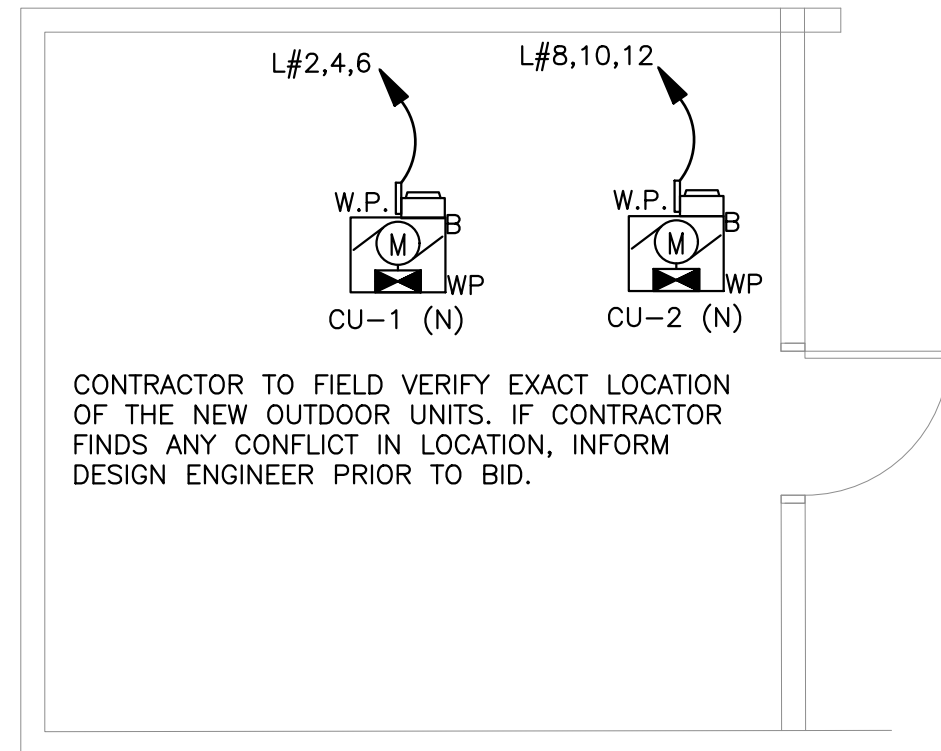 L#2,4,6
L#8,10,12
W.P.
B
M
WP
CU-1 (N)
W.P.
B
M
WP
CU-2 (N)
CONTRACTOR TO FIELD VERIFY EXACT LOCATION
OF THE NEW OUTDOOR UNITS. IF CONTRACTOR
FINDS ANY CONFLICT IN LOCATION, INFORM
DESIGN ENGINEER PRIOR TO BID.